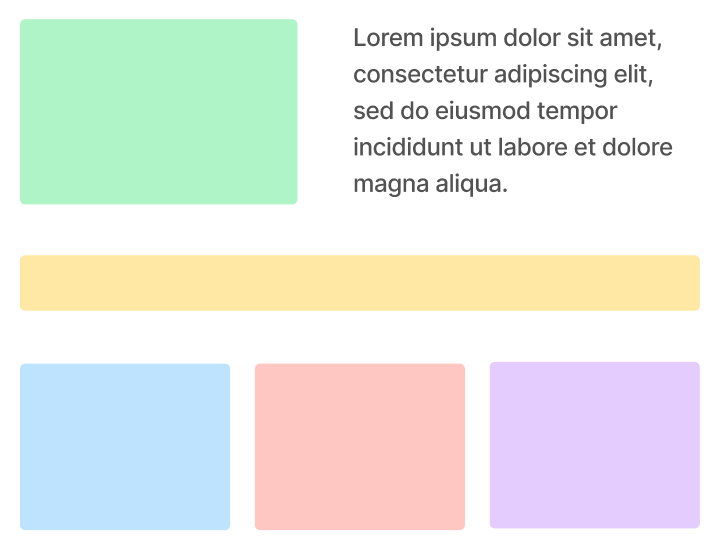 Lorem ipsum dolor sit amet,
consectetur adipiscing elit,
sed do eiusmod tempor
incididunt ut labore et dolore
magna aliqua.